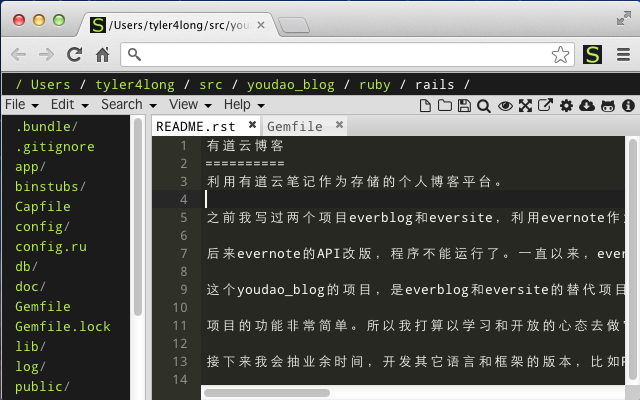 /Users/tyler4long/src/you
/ Users / tyler4long / src / youdao_blog / ruby / rails /
File Edit Search View Help
.bundle/
.gitignore
app/
binstubs/
Capfile
config/
config.ru
db/
doc/
Gemfile
Gemfile.lock
lib/
log/
public/
README.rst Gemfile
1 有道云博客
2 ==========
3 利用有道云笔记作为存储的个人博客平台。
4
5 之前我写过两个项目everblog和eversite，利用evernote作
6
7 后来evernote的API改版，程序不能运行了。一直以来，ever
8
9 这个youdao_blog的项目，是everblog和eversite的替代项目
10
11 项目的功能非常简单。所以我打算以学习和开放的心态去做
12
13 接下来我会抽业余时间，开发其它语言和框架的版本，比如
14